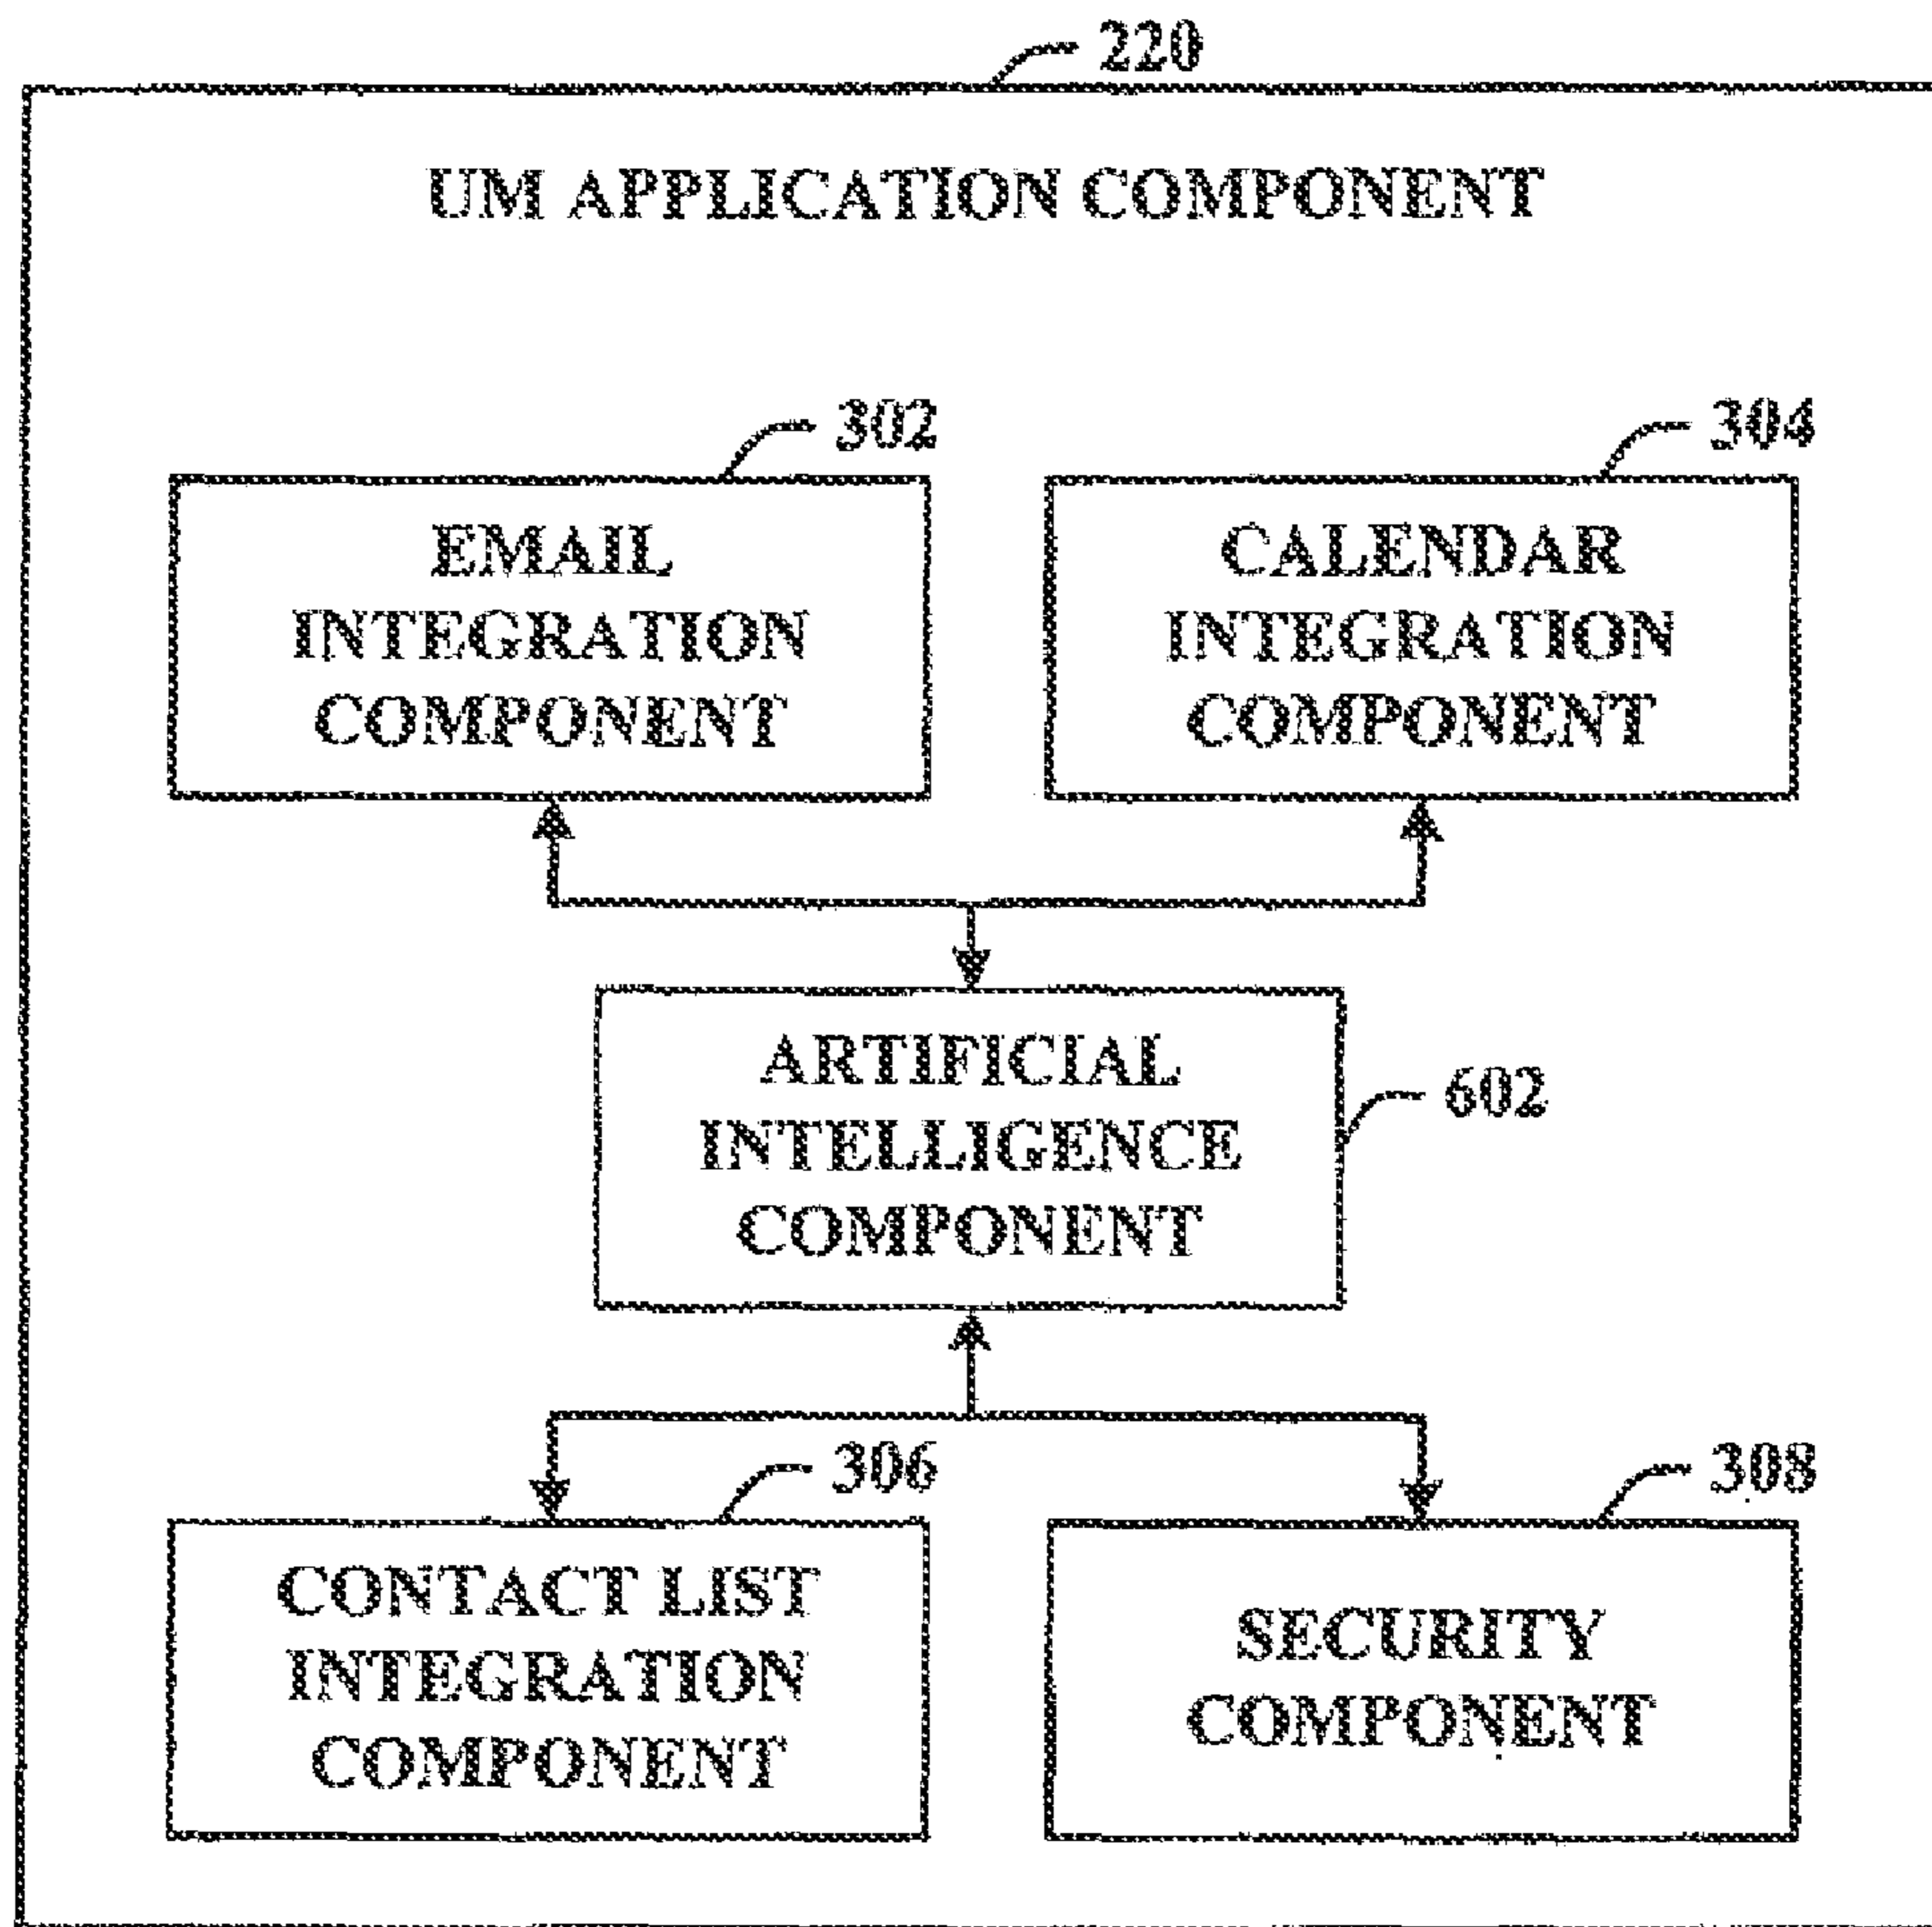 220
UM APPLICATION COMPONENT
302
304
EMAIL
INTEGRATION
COMPONENT
CALENDAR
INTEGRATION
COMPONENT
ARTIFICIAL
INTELLIGENCE
COMPONENT
602
306
308
CONTACT LIST
INTEGRATION
COMPONENT
SECURITY
COMPONENT